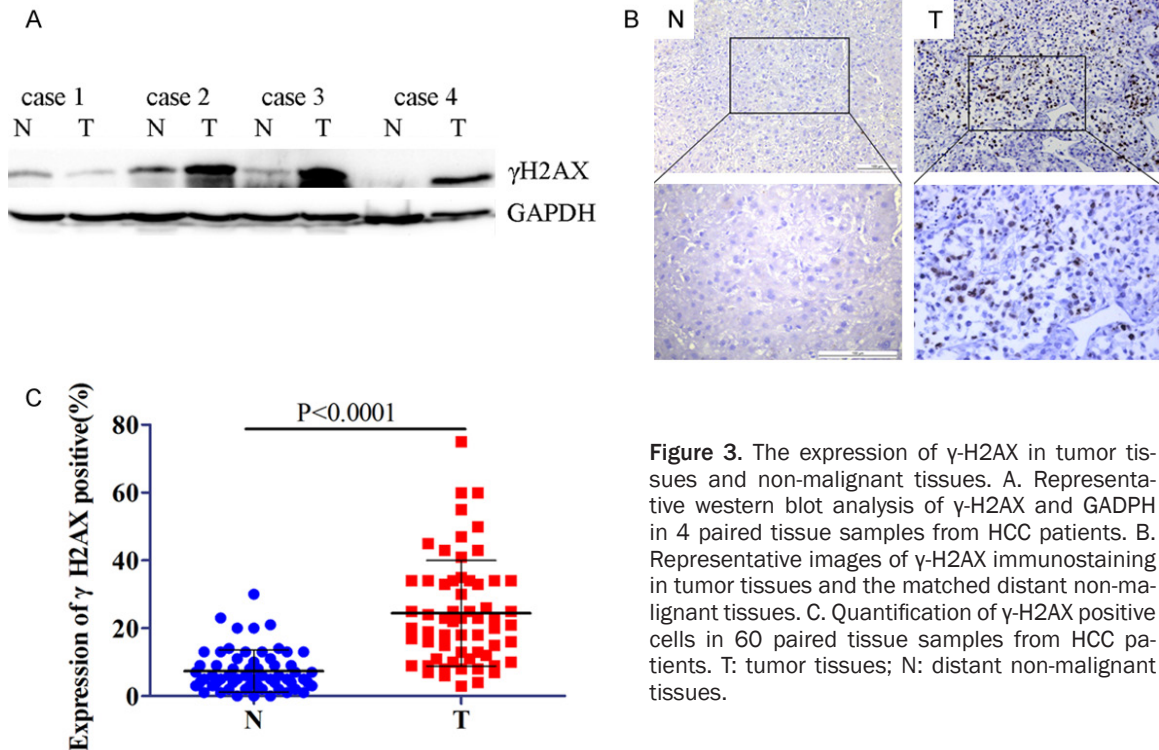 A
case 1 case 2 case 3 case 4
N T N T N T N T
γH2AX
GAPDH
B
N
T
C
Expression of γ H2AX positive(%)
P<0.0001
80
60
40
20
0
N
T
Figure 3. The expression of γ-H2AX in tumor tis-
sues and non-malignant tissues. A. Representa-
tive western blot analysis of γ-H2AX and GADPH
in 4 paired tissue samples from HCC patients. B.
Representative images of γ-H2AX immunostaining
in tumor tissues and the matched distant non-ma-
lignant tissues. C. Quantification of γ-H2AX positive
cells in 60 paired tissue samples from HCC pa-
tients. T: tumor tissues; N: distant non-malignant
tissues.